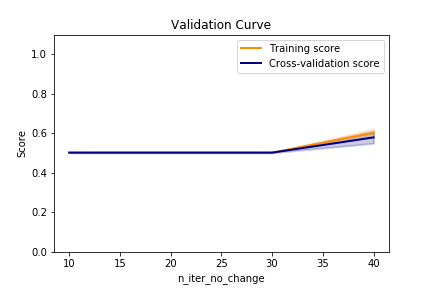 Validation Curve
Training score
Cross-validation score
Score
1.0
0.8
0.6
0.4
0.2
0.0
10 15 20 25 30 35 40
n_iter_no_change